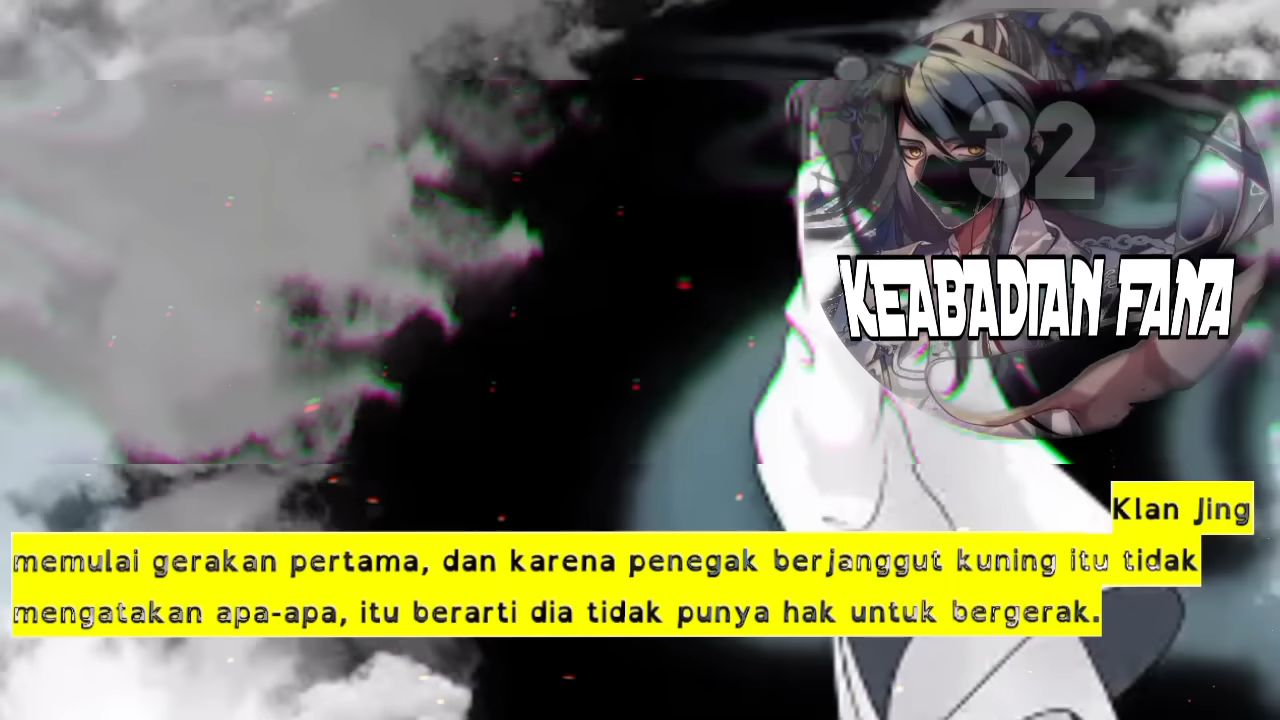 32
KEABADIAN FANA
Klan Jing
memulai gerakan pertama, dan karena penegak berjanggut kuning itu tidak
mengatakan apa-apa, itu berarti dia tidak punya hak untuk bergerak.